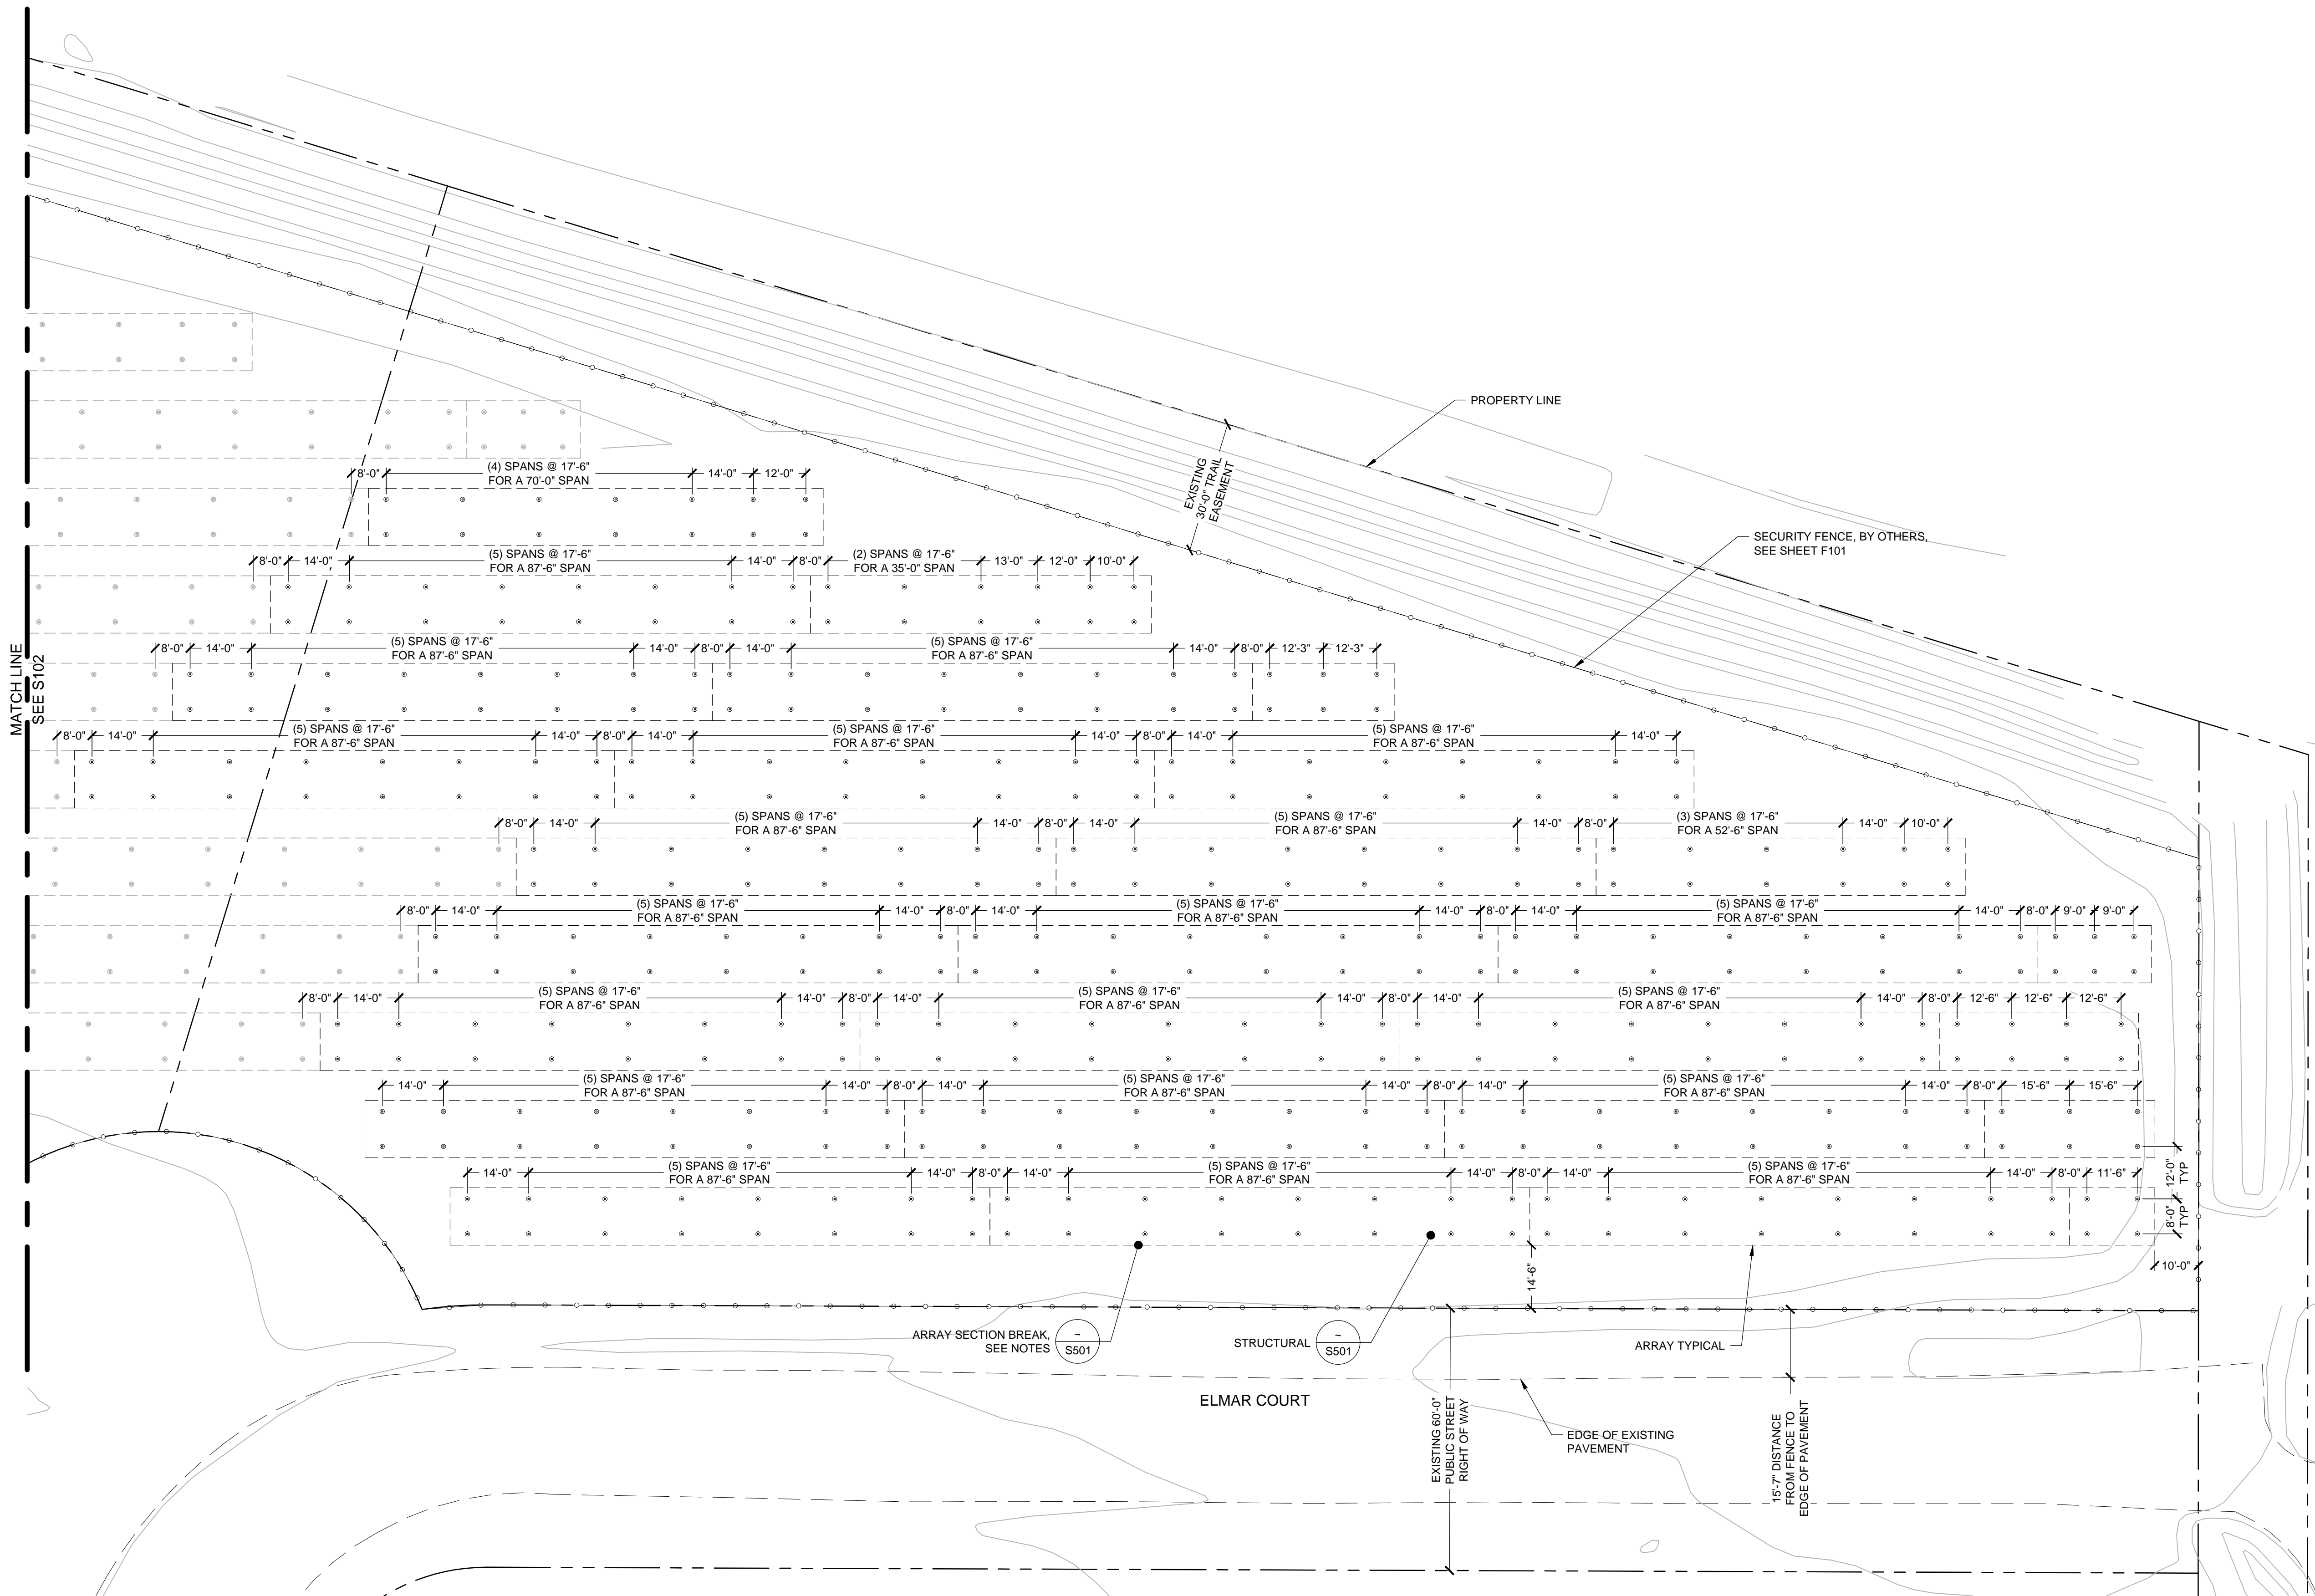 PROPERTY LINE
EXISTING
30'-0" TRAIL
EASEMENT
SECURITY FENCE, BY OTHERS,
SEE SHEET F101
MATCH LINE
SEE S102
8'-0" (4) SPANS @ 17'-6" 14'-0" 12'-0"
FOR A 70'-0" SPAN
8'-0" 14'-0" (5) SPANS @ 17'-6" 14'-0" 8'-0" (2) SPANS @ 17'-6" 13'-0" 12'-0" 10'-0"
FOR A 87'-6" SPAN FOR A 35'-0" SPAN
8'-0" 14'-0" (5) SPANS @ 17'-6" 14'-0" 8'-0" 14'-0" (5) SPANS @ 17'-6" 14'-0" 8'-0" 12'-3" 12'-3"
FOR A 87'-6" SPAN FOR A 87'-6" SPAN
8'-0" 14'-0" (5) SPANS @ 17'-6" 14'-0" 8'-0" 14'-0" (5) SPANS @ 17'-6" 14'-0" 8'-0" 14'-0" (5) SPANS @ 17'-6" 14'-0"
FOR A 87'-6" SPAN FOR A 87'-6" SPAN FOR A 87'-6" SPAN
8'-0" 14'-0" (5) SPANS @ 17'-6" 14'-0" 8'-0" 14'-0" (5) SPANS @ 17'-6" 14'-0" 8'-0" (3) SPANS @ 17'-6" 14'-0" 10'-0"
FOR A 87'-6" SPAN FOR A 87'-6" SPAN FOR A 52'-6" SPAN
8'-0" 14'-0" (5) SPANS @ 17'-6" 14'-0" 8'-0" 14'-0" (5) SPANS @ 17'-6" 14'-0" 8'-0" 14'-0" (5) SPANS @ 17'-6" 14'-0" 8'-0" 9'-0" 9'-0"
FOR A 87'-6" SPAN FOR A 87'-6" SPAN FOR A 87'-6" SPAN
8'-0" 14'-0" (5) SPANS @ 17'-6" 14'-0" 8'-0" 14'-0" (5) SPANS @ 17'-6" 14'-0" 8'-0" 14'-0" (5) SPANS @ 17'-6" 14'-0" 8'-0" 12'-6" 12'-6" 12'-6"
FOR A 87'-6" SPAN FOR A 87'-6" SPAN FOR A 87'-6" SPAN
14'-0" (5) SPANS @ 17'-6" 14'-0" 8'-0" 14'-0" (5) SPANS @ 17'-6" 14'-0" 8'-0" 14'-0" (5) SPANS @ 17'-6" 14'-0" 8'-0" 15'-6" 15'-6"
FOR A 87'-6" SPAN FOR A 87'-6" SPAN FOR A 87'-6" SPAN
14'-0" (5) SPANS @ 17'-6" 14'-0" 8'-0" 14'-0" (5) SPANS @ 17'-6" 14'-0" 8'-0" 14'-0" (5) SPANS @ 17'-6" 14'-0" 8'-0" 11'-6"
FOR A 87'-6" SPAN FOR A 87'-6" SPAN FOR A 87'-6" SPAN
12'-0"
TYP
8'-0"
TYP
10'-0"
14'-6"
ARRAY SECTION BREAK,
SEE NOTES
~
S501
STRUCTURAL
~
S501
ARRAY TYPICAL
ELMAR COURT
EXISTING 60'-0"
PUBLIC STREET
RIGHT OF WAY
EDGE OF EXISTING
PAVEMENT
15'-7" DISTANCE
FROM FENCE TO
EDGE OF PAVEMENT